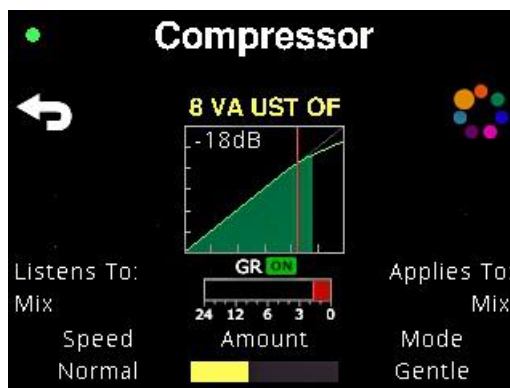 Compressor
8 VA UST OF
-18dB
GR ON
24 12 6 3 0
Listens To:
Mix
Applies To
Mix
Speed
Normal
Amount
Mode
Gentle